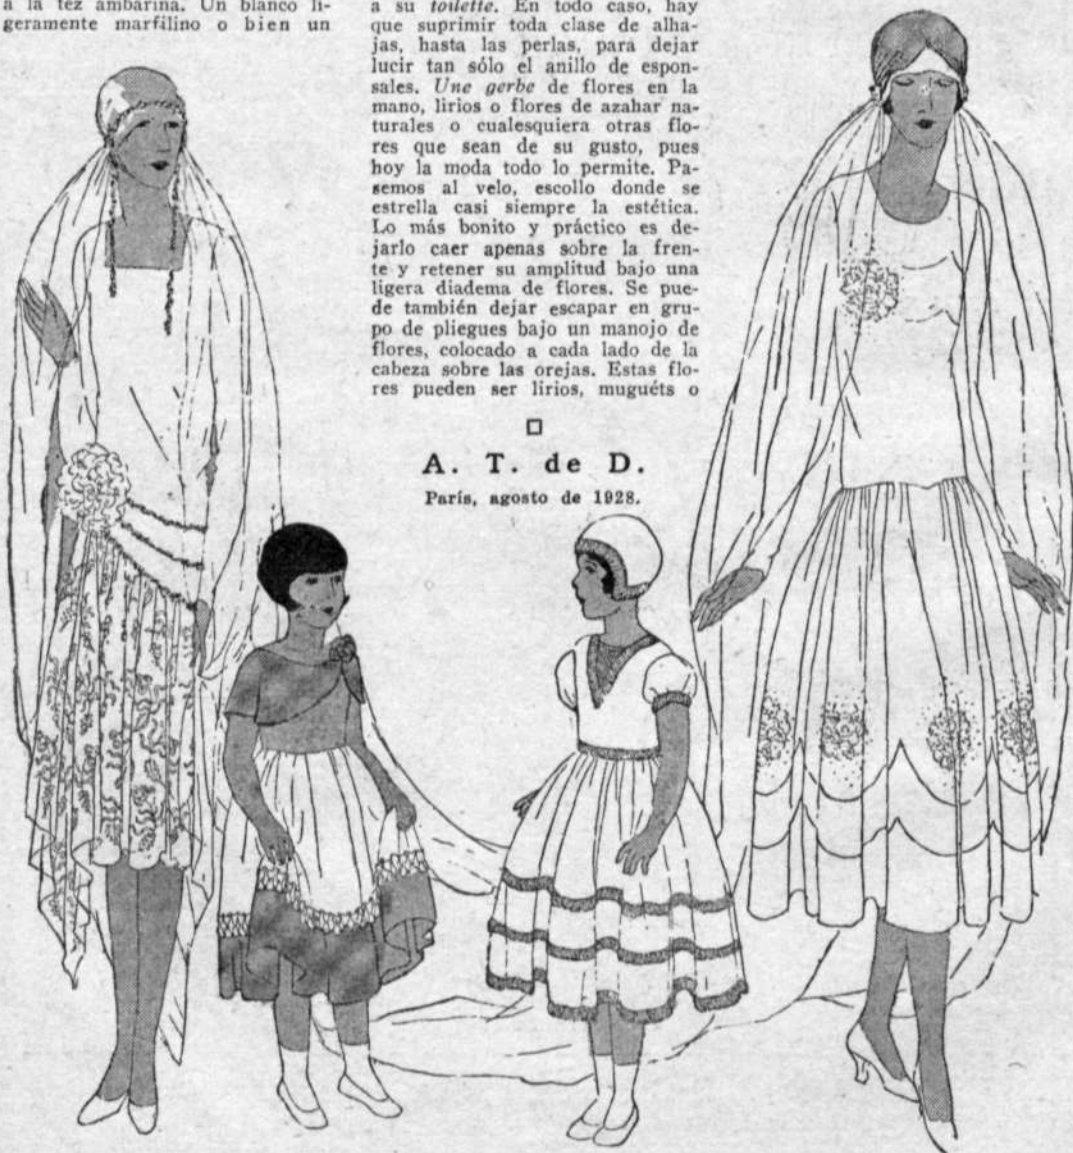 a la tez ambarina. Un blanco li-
geramente marfilino o bien un
a su toilette. En todo caso, hay
que suprimir toda clase de alha-
jas, hasta las perlas, para dejar
lucir tan sólo el anillo de espon-
sales. Une gerbe de flores en la
mano, lirios o flores de azahar na-
turales o cualesquiera otras flo-
res que sean de su gusto, pues
hoy la moda todo lo permite. Pa-
semos al velo, escollo donde se
estrella casi siempre la estética.
Lo más bonito y práctico es de-
jarlo caer apenas sobre la fren-
te y retener su amplitud bajo una
ligera diadema de flores. Se pue-
de también dejar escapar en gru-
po de pliegues bajo un manojo de
flores, colocado a cada lado de la
cabeza sobre las orejas. Estas flo-
res pueden ser lirios, muguéts o
A. T. de D.
París, agosto de 1928.